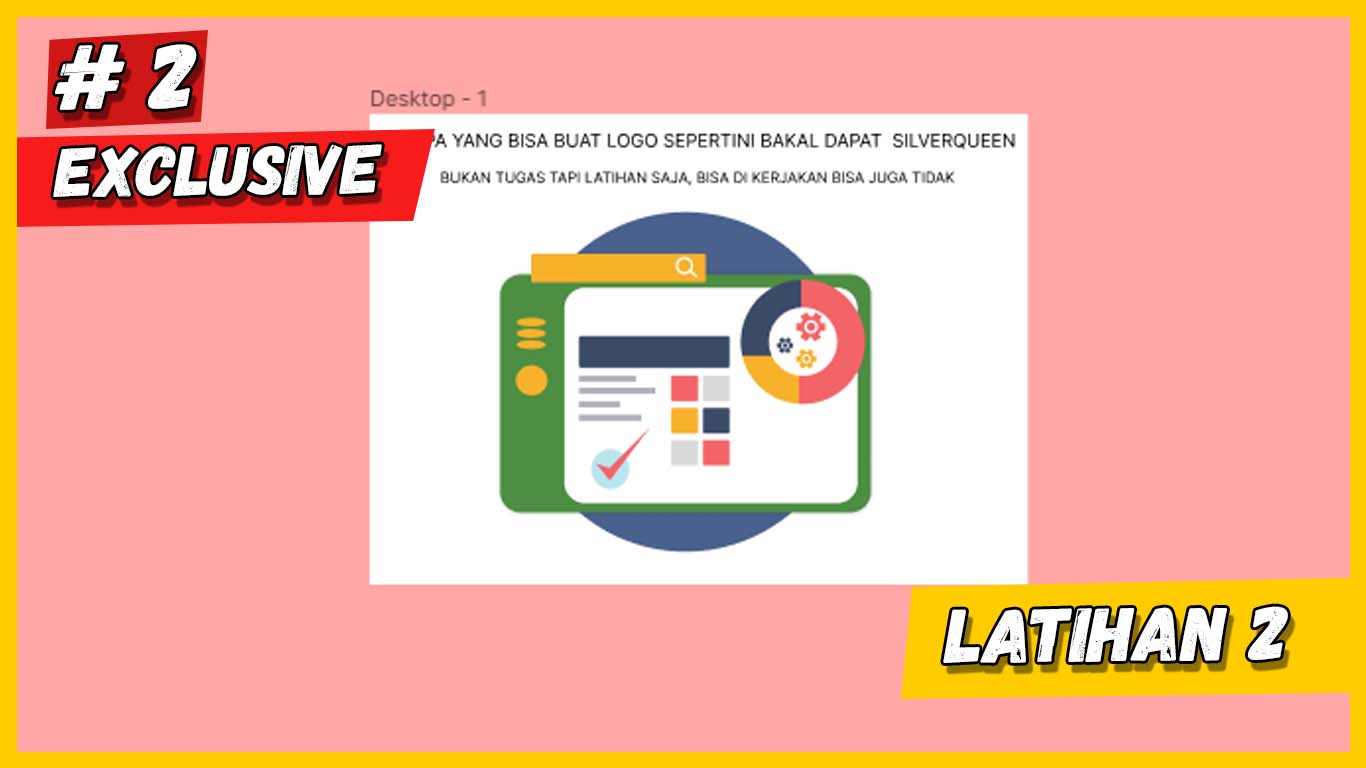 # 2
EXCLUSIVE
Desktop - 1
YANG BISA BUAT LOGO SEPERTINI BAKAL DAPAT SILVERQUEEN
BUKAN TUGAS TAPI LATIHAN SAJA, BISA DI KERJAKAN BISA JUGA TIDAK
LATIHAN 2